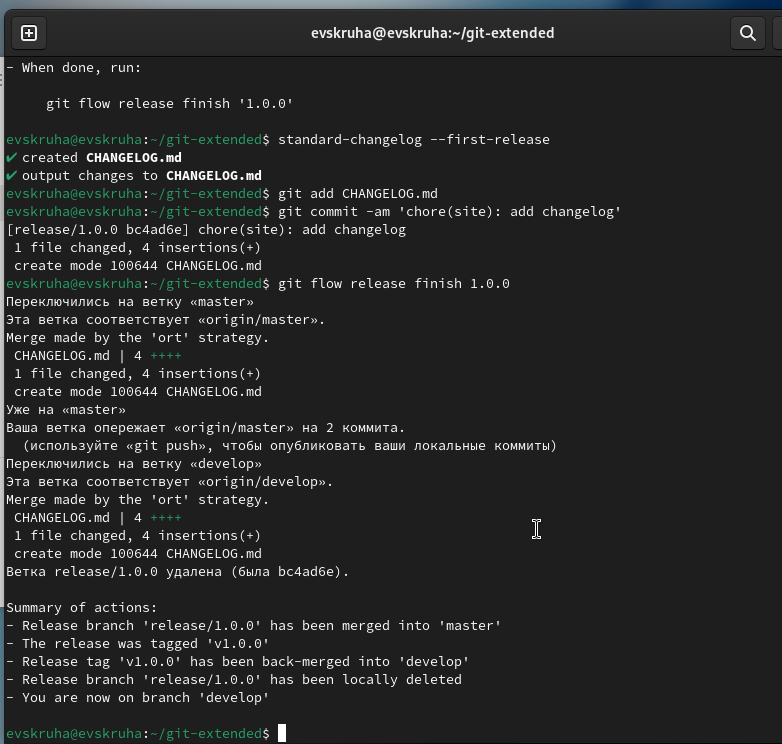 evskruha@evskruha:~/git-extended
- When done, run:
git flow release finish '1.0.0'
evskruha@evskruha:~/git-extended$ standard-changelog --first-release
✔ created CHANGELOG.md
✔ output changes to CHANGELOG.md
evskruha@evskruha:~/git-extended$ git add CHANGELOG.md
evskruha@evskruha:~/git-extended$ git commit -am 'chore(site): add changelog'
[release/1.0.0 bc4ad6e] chore(site): add changelog
1 file changed, 4 insertions(+)
create mode 100644 CHANGELOG.md
evskruha@evskruha:~/git-extended$ git flow release finish 1.0.0
Переключились на ветку «master»
Эта ветка соответствует «origin/master».
Merge made by the 'ort' strategy.
CHANGELOG.md | 4 ++++
1 file changed, 4 insertions(+)
create mode 100644 CHANGELOG.md
Уже на «master»
Ваша ветка опережает «origin/master» на 2 коммита.
(используйте «git push», чтобы опубликовать ваши локальные коммиты)
Переключились на ветку «develop»
Эта ветка соответствует «origin/develop».
Merge made by the 'ort' strategy.
CHANGELOG.md | 4 ++++
1 file changed, 4 insertions(+)
create mode 100644 CHANGELOG.md
Ветка release/1.0.0 удалена (была bc4ad6e).
Summary of actions:
- Release branch 'release/1.0.0' has been merged into 'master'
- The release was tagged 'v1.0.0'
- Release tag 'v1.0.0' has been back-merged into 'develop'
- Release branch 'release/1.0.0' has been locally deleted
- You are now on branch 'develop'
evskruha@evskruha:~/git-extended$